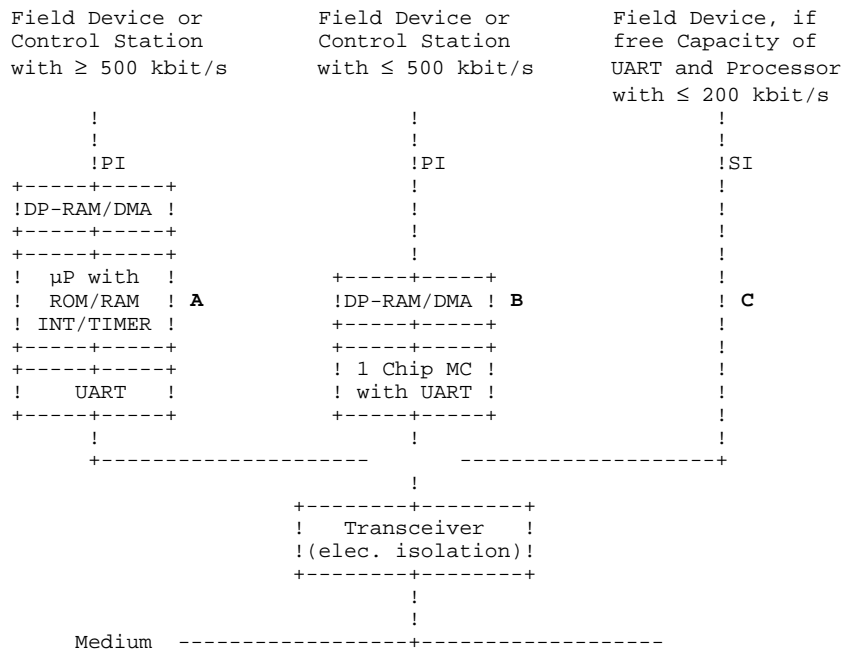 Field Device or Field Device or Field Device, if
Control Station Control Station free Capacity of
with ≥ 500 kbit/s with ≤ 500 kbit/s UART and Processor
with ≤ 200 kbit/s
! ! !
! ! !
!PI !PI !SI
+-----+-----+ ! !
!DP-RAM/DMA ! ! !
+-----+-----+ ! !
+-----+-----+ ! !
! µP with ! +-----+-----+ !
! ROM/RAM ! A !DP-RAM/DMA ! B ! C
! INT/TIMER ! +-----+-----+ !
+-----+-----+ +-----+-----+ !
+-----+-----+ ! 1 Chip MC ! !
! UART ! ! with UART ! !
+-----+-----+ +-----+-----+ !
! ! !
+--------------------- --------------------+
!
+--------+--------+
! Transceiver !
!(elec. isolation)!
+--------+--------+
!
!
Medium -------------------+--------------------